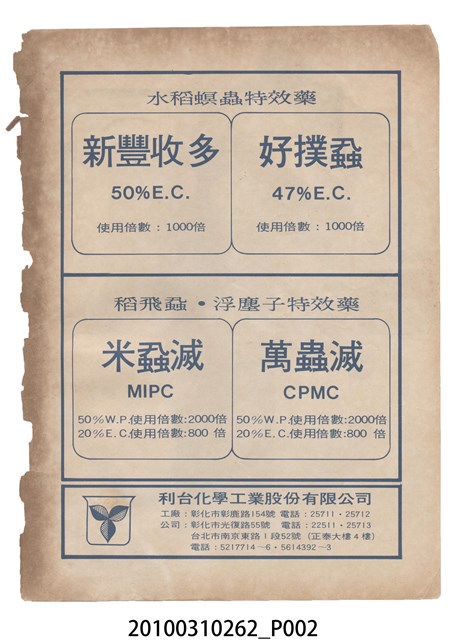 水稻螟蟲特效藥
新豐收多
50%E.C.
使用倍數：1000倍
好撲蝨
47%E.C.
使用倍數：1000倍
稻飛蝨・浮塵子特效藥
米蝨滅
MIPC
50%W.P.使用倍數:2000倍
20%E.C.使用倍數:800 倍
萬蟲滅
CPMC
50%W.P.使用倍數:2000倍
20%E.C.使用倍數:800 倍
利台化學工業股份有限公司
工廠：彰化市彰鹿路154號 電話：25711・25712
公司：彰化市光復路55號 電話：22511・25713
台北市南京東路1段52號（正泰大樓4樓）
電話：5217714～6・5614392～3
20100310262_P002